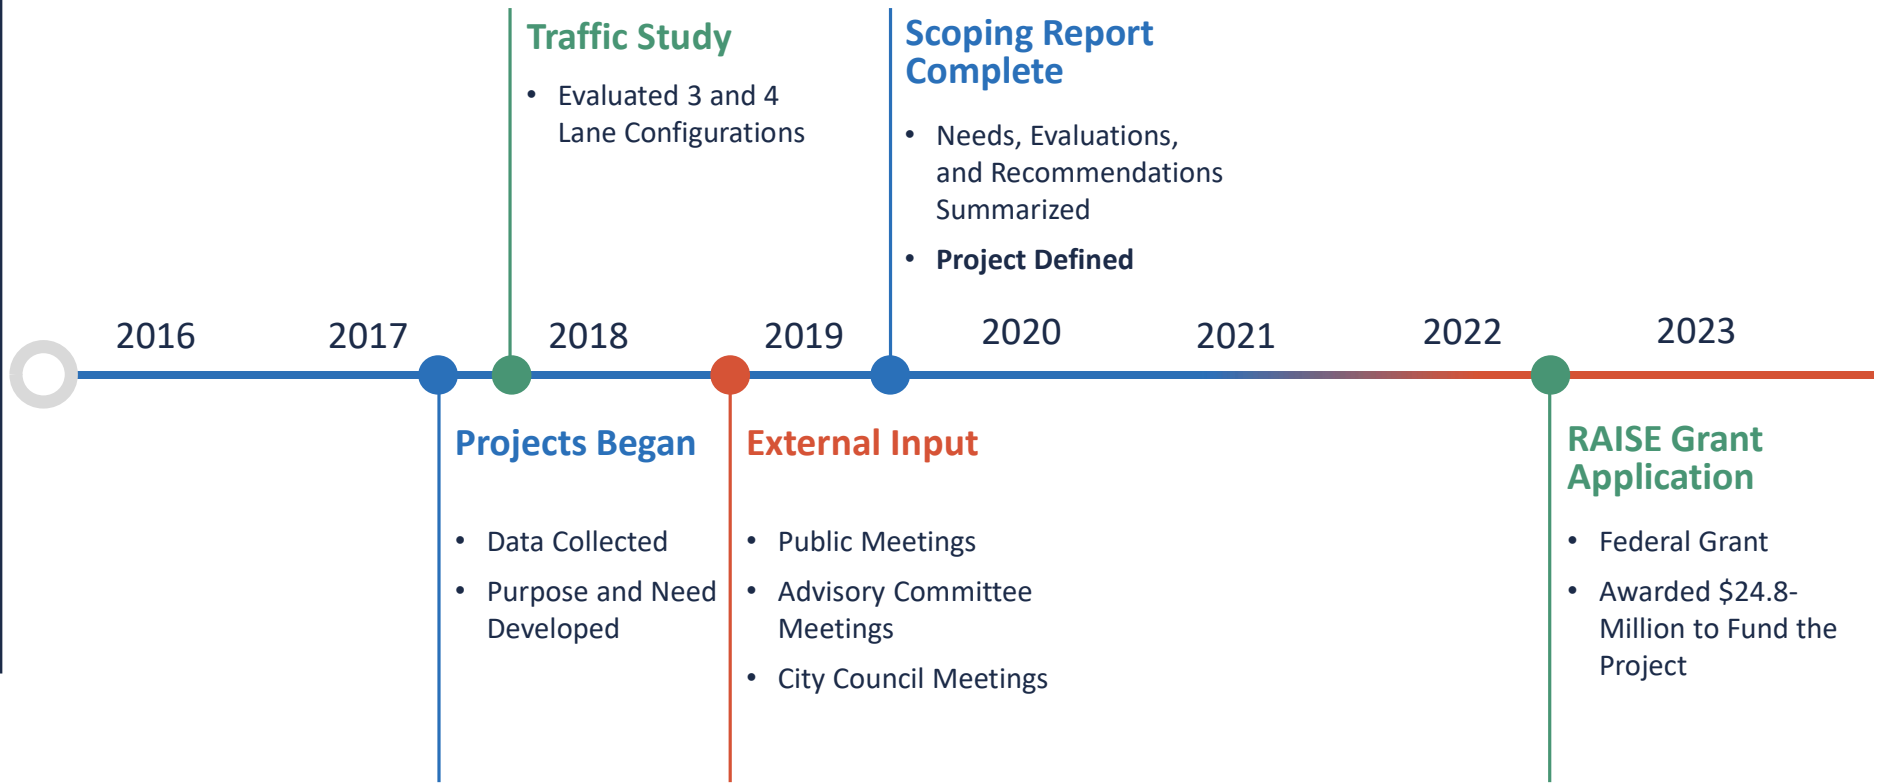 Traffic Study
• Evaluated 3 and 4
Lane Configurations
Scoping Report
Complete
• Needs, Evaluations,
and Recommendations
Summarized
• Project Defined
2016
2017
2018
2019
2020
2021
2022
2023
Projects Began
• Data Collected
• Purpose and Need
Developed
External Input
• Public Meetings
• Advisory Committee
Meetings
• City Council Meetings
RAISE Grant
Application
• Federal Grant
• Awarded $24.8-
Million to Fund the
Project